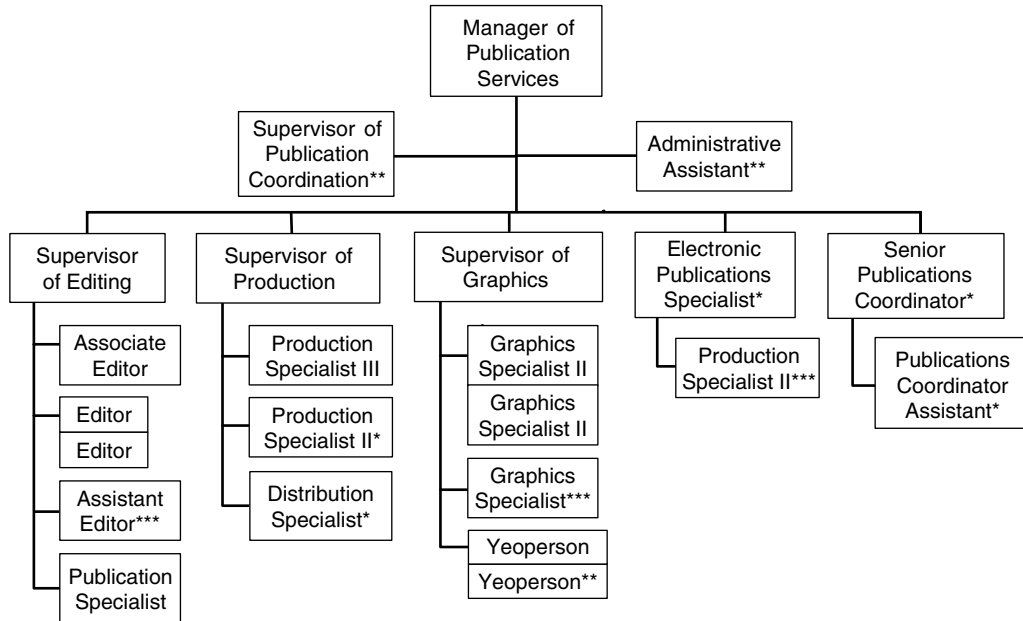 Manager of
Publication
Services
Supervisor of
Publication
Coordination**
Administrative
Assistant**
Supervisor
of Editing
Supervisor of
Production
Supervisor of
Graphics
Electronic
Publications
Specialist*
Senior
Publications
Coordinator*
Associate
Editor
Editor
Editor
Assistant
Editor***
Publication
Specialist
Production
Specialist III
Production
Specialist II*
Distribution
Specialist*
Graphics
Specialist II
Graphics
Specialist II
Graphics
Specialist***
Yeoperson
Yeoperson**
Production
Specialist II***
Publications
Coordinator
Assistant*